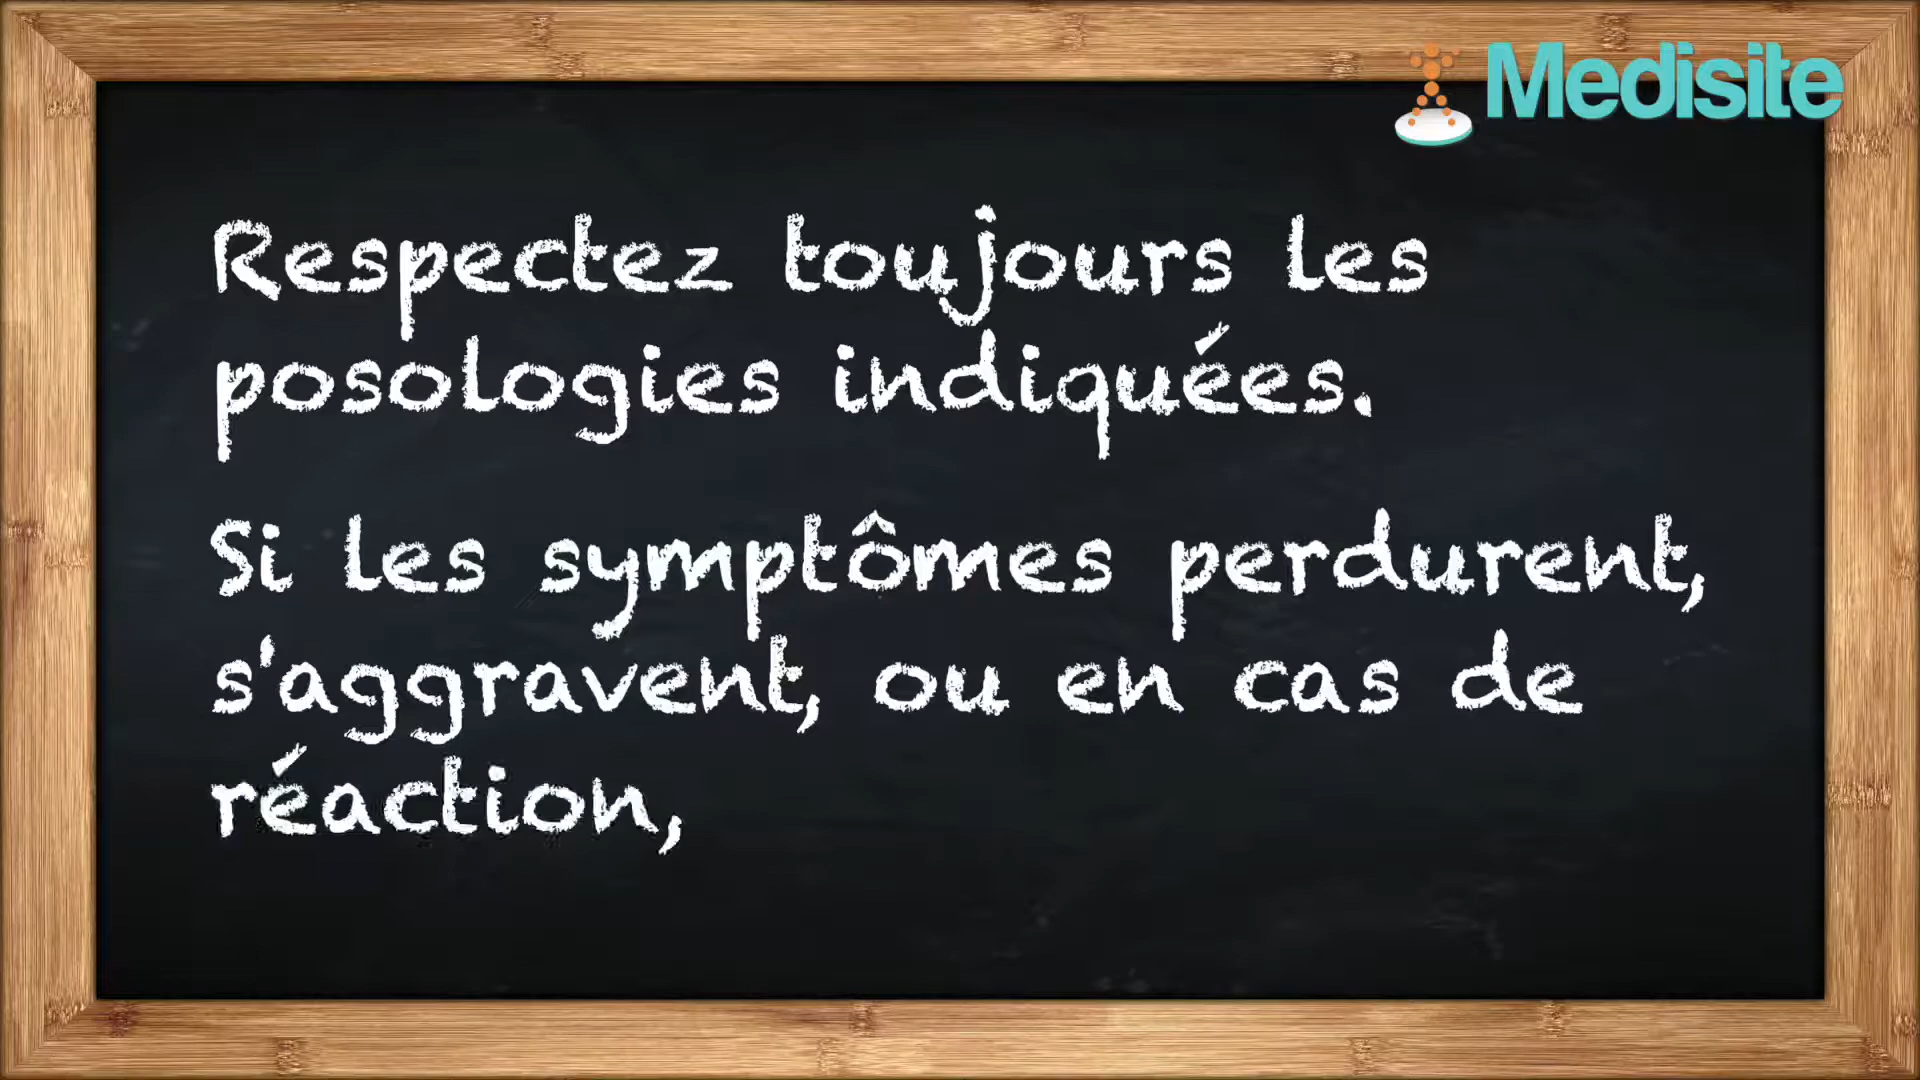 Medisite
Respectez toujours les
posologies indiquées.
Si les symptômes perdurent,
s'aggravent, ou en cas de
réaction,